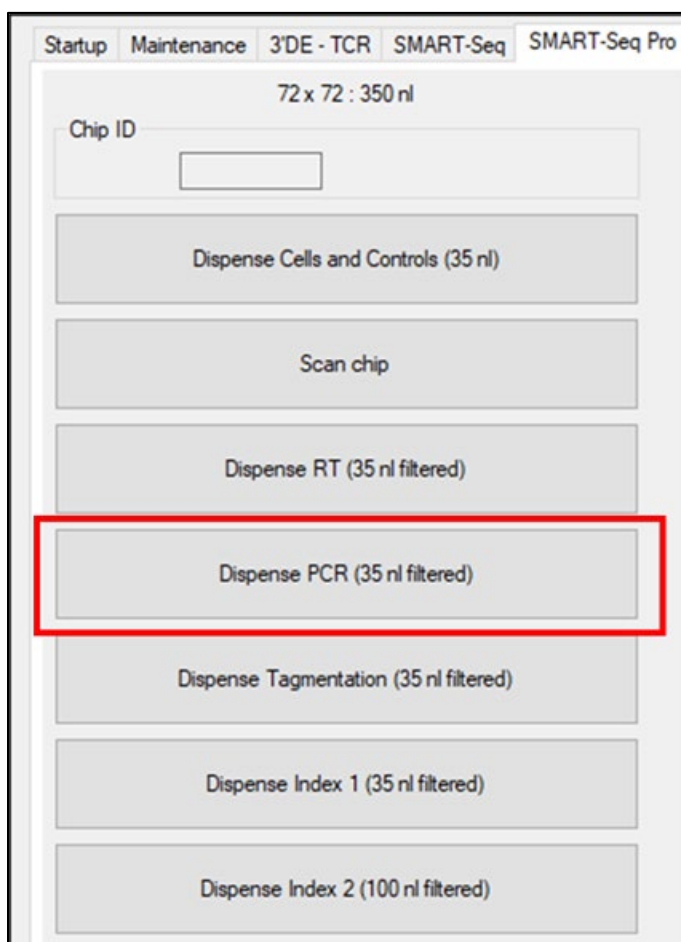 Startup Maintenance 3'DE - TCR SMART-Seq SMART-Seq Pro
72 x 72 : 350 nl
Chip ID
Dispense Cells and Controls (35 nl)
Scan chip
Dispense RT (35 nl filtered)
Dispense PCR (35 nl filtered)
Dispense Tagmentation (35 nl filtered)
Dispense Index 1 (35 nl filtered)
Dispense Index 2 (100 nl filtered)